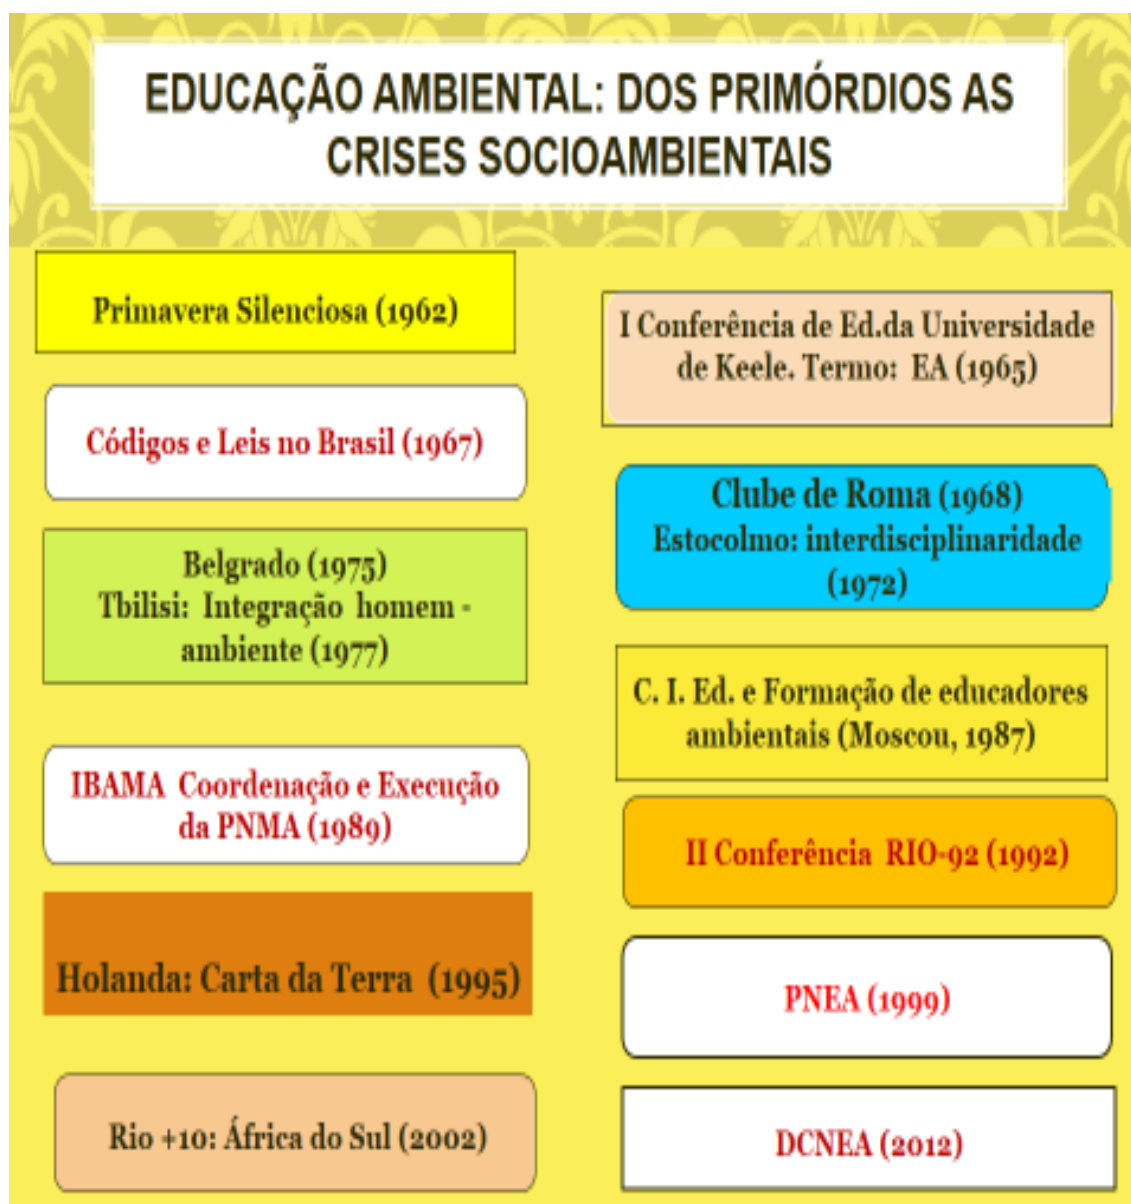 EDUCAÇÃO AMBIENTAL: DOS PRIMÓRDIOS AS
CRISES SOCIOAMBIENTAIS
Primavera Silenciosa (1962)
I Conferência de Ed.da Universidade
de Keele. Termo: EA (1965)
Códigos e Leis no Brasil (1967)
Clube de Roma (1968)
Estocolmo: interdisciplinaridade
(1972)
Belgrado (1975)
Tbilisi: Integração homem -
ambiente (1977)
C. I. Ed. e Formação de educadores
ambientais (Moscou, 1987)
IBAMA Coordenação e Execução
da PNMA (1989)
II Conferência RIO-92 (1992)
Holanda: Carta da Terra (1995)
PNEA (1999)
Rio +10: África do Sul (2002)
DCNEA (2012)